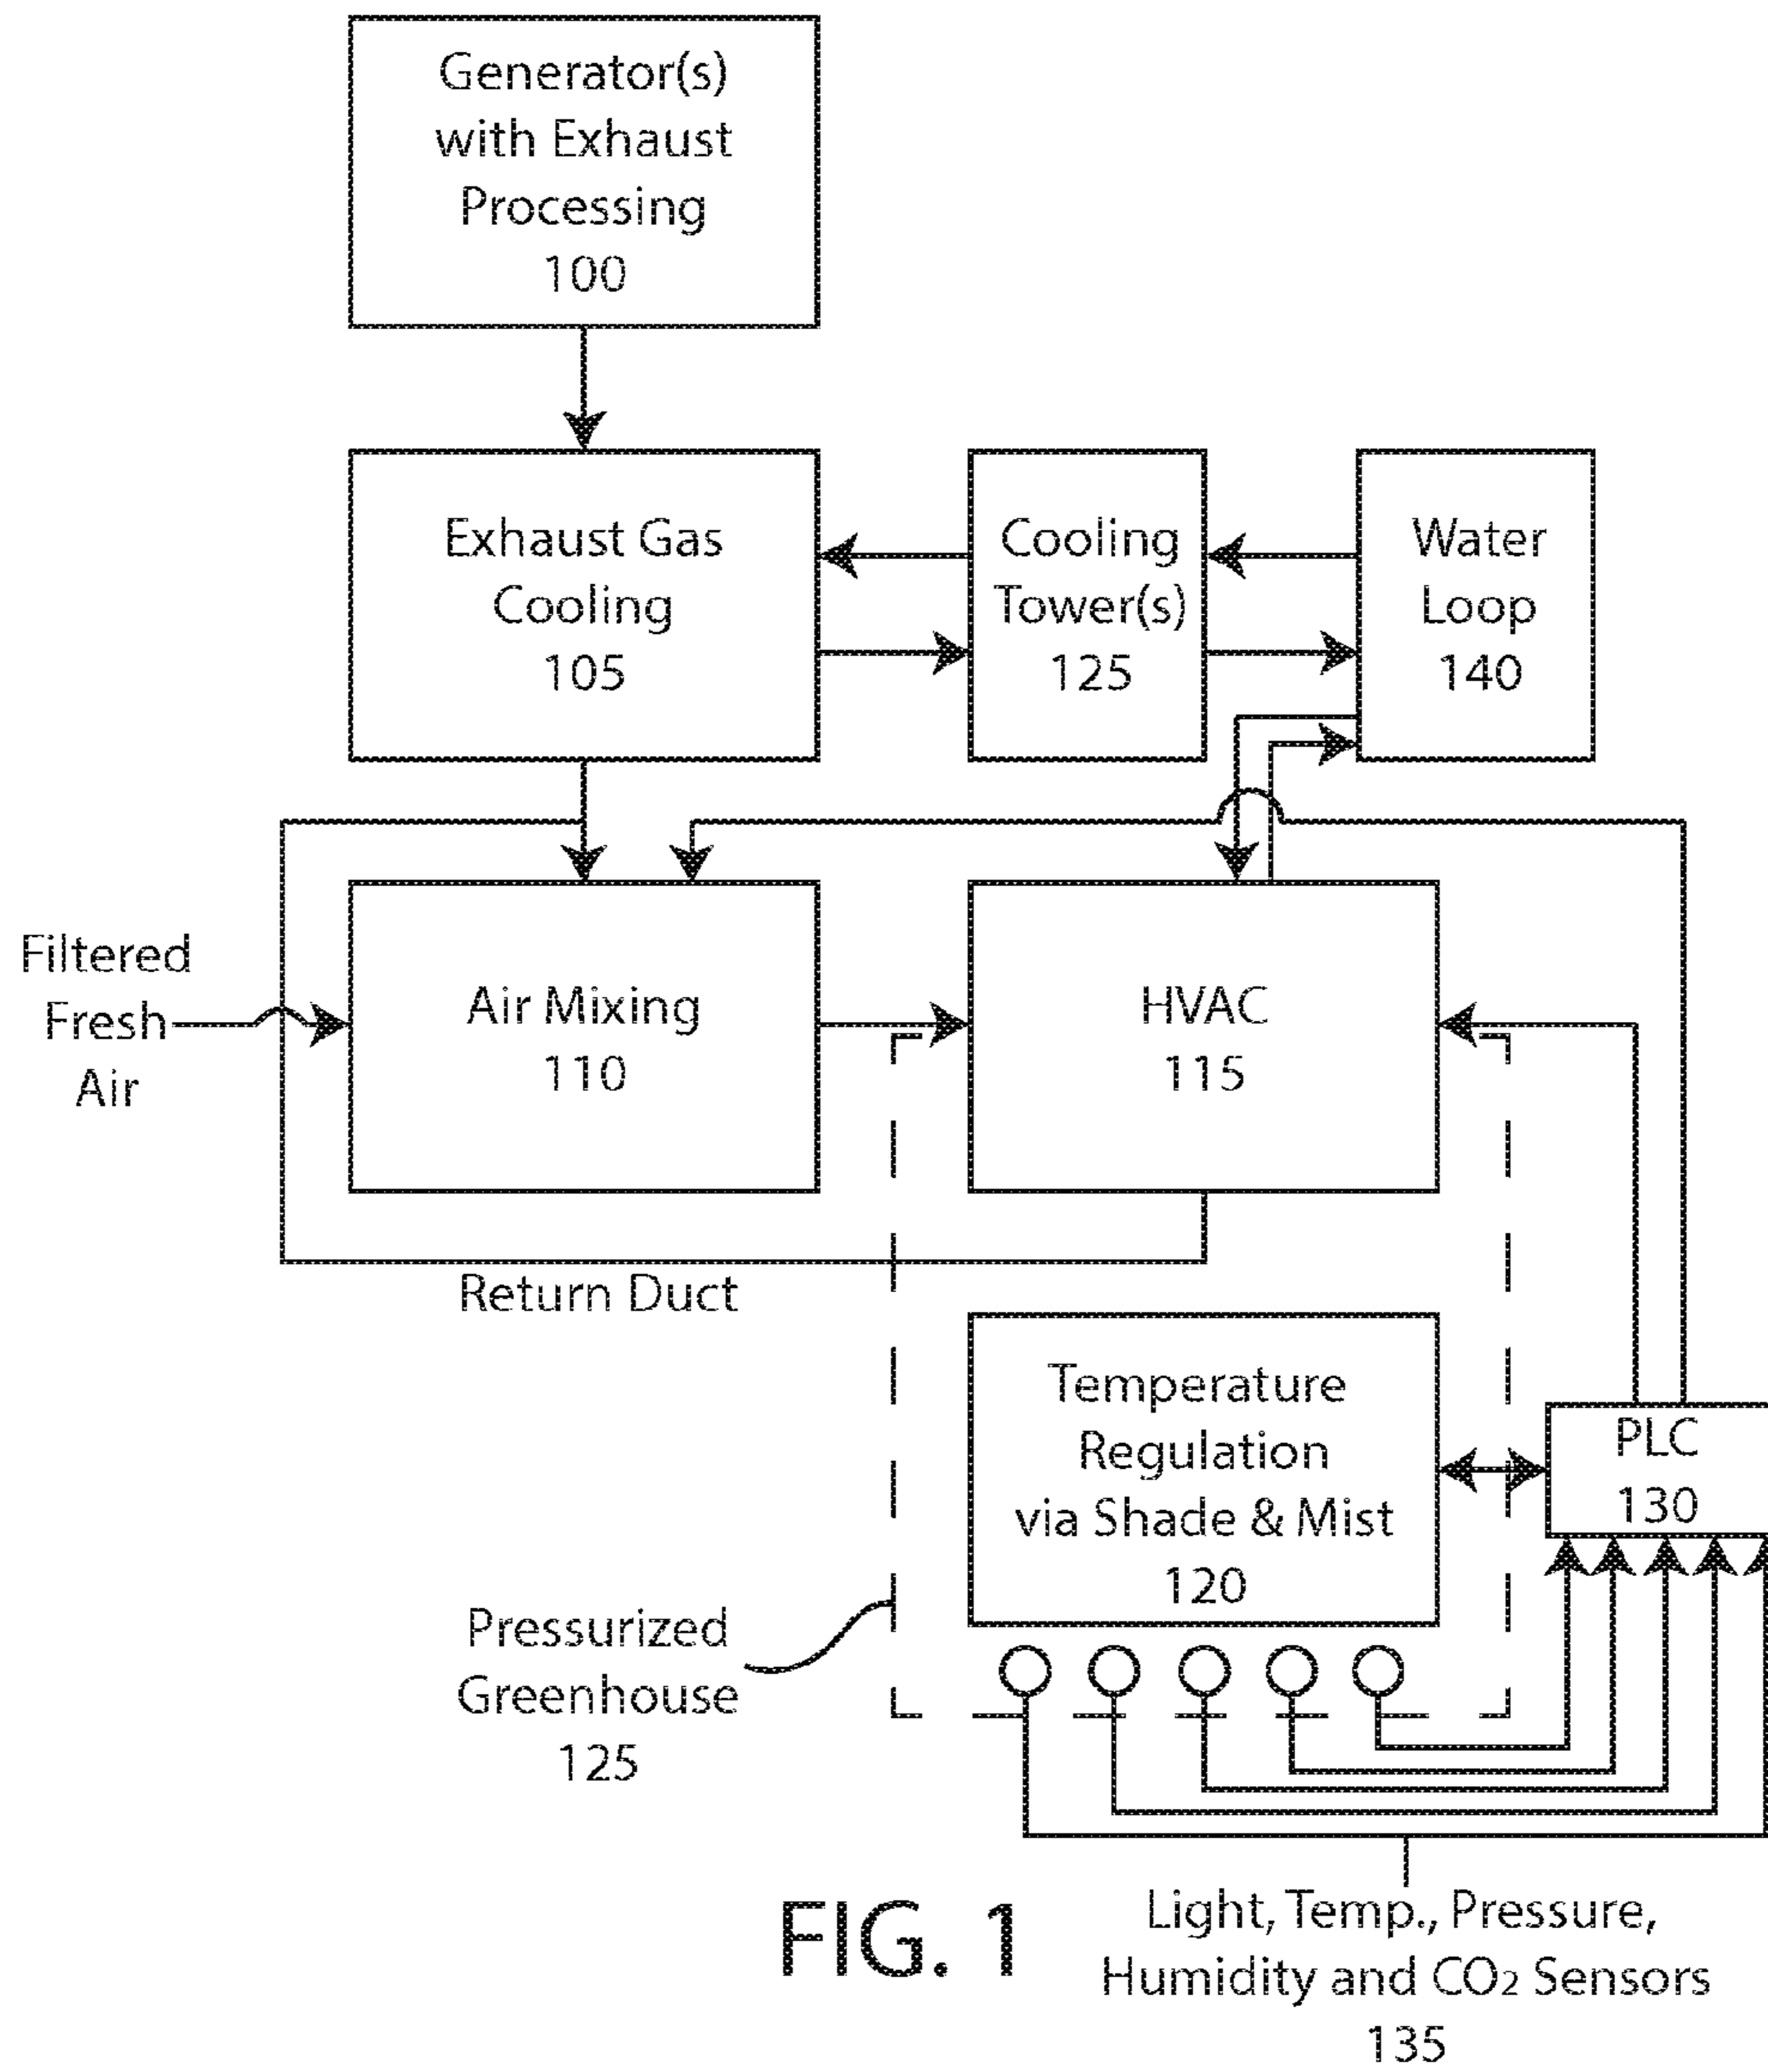 Generator(s)
with Exhaust
Processing
100
Exhaust Gas
Cooling
105
Cooling
Tower(s)
125
Water
Loop
140
Filtered
Fresh
Air
Air Mixing
110
HVAC
115
Return Duct
Temperature
Regulation
via Shade & Mist
120
PLC
130
Pressurized
Greenhouse
125
FIG. 1
Light, Temp., Pressure,
Humidity and CO₂ Sensors
135